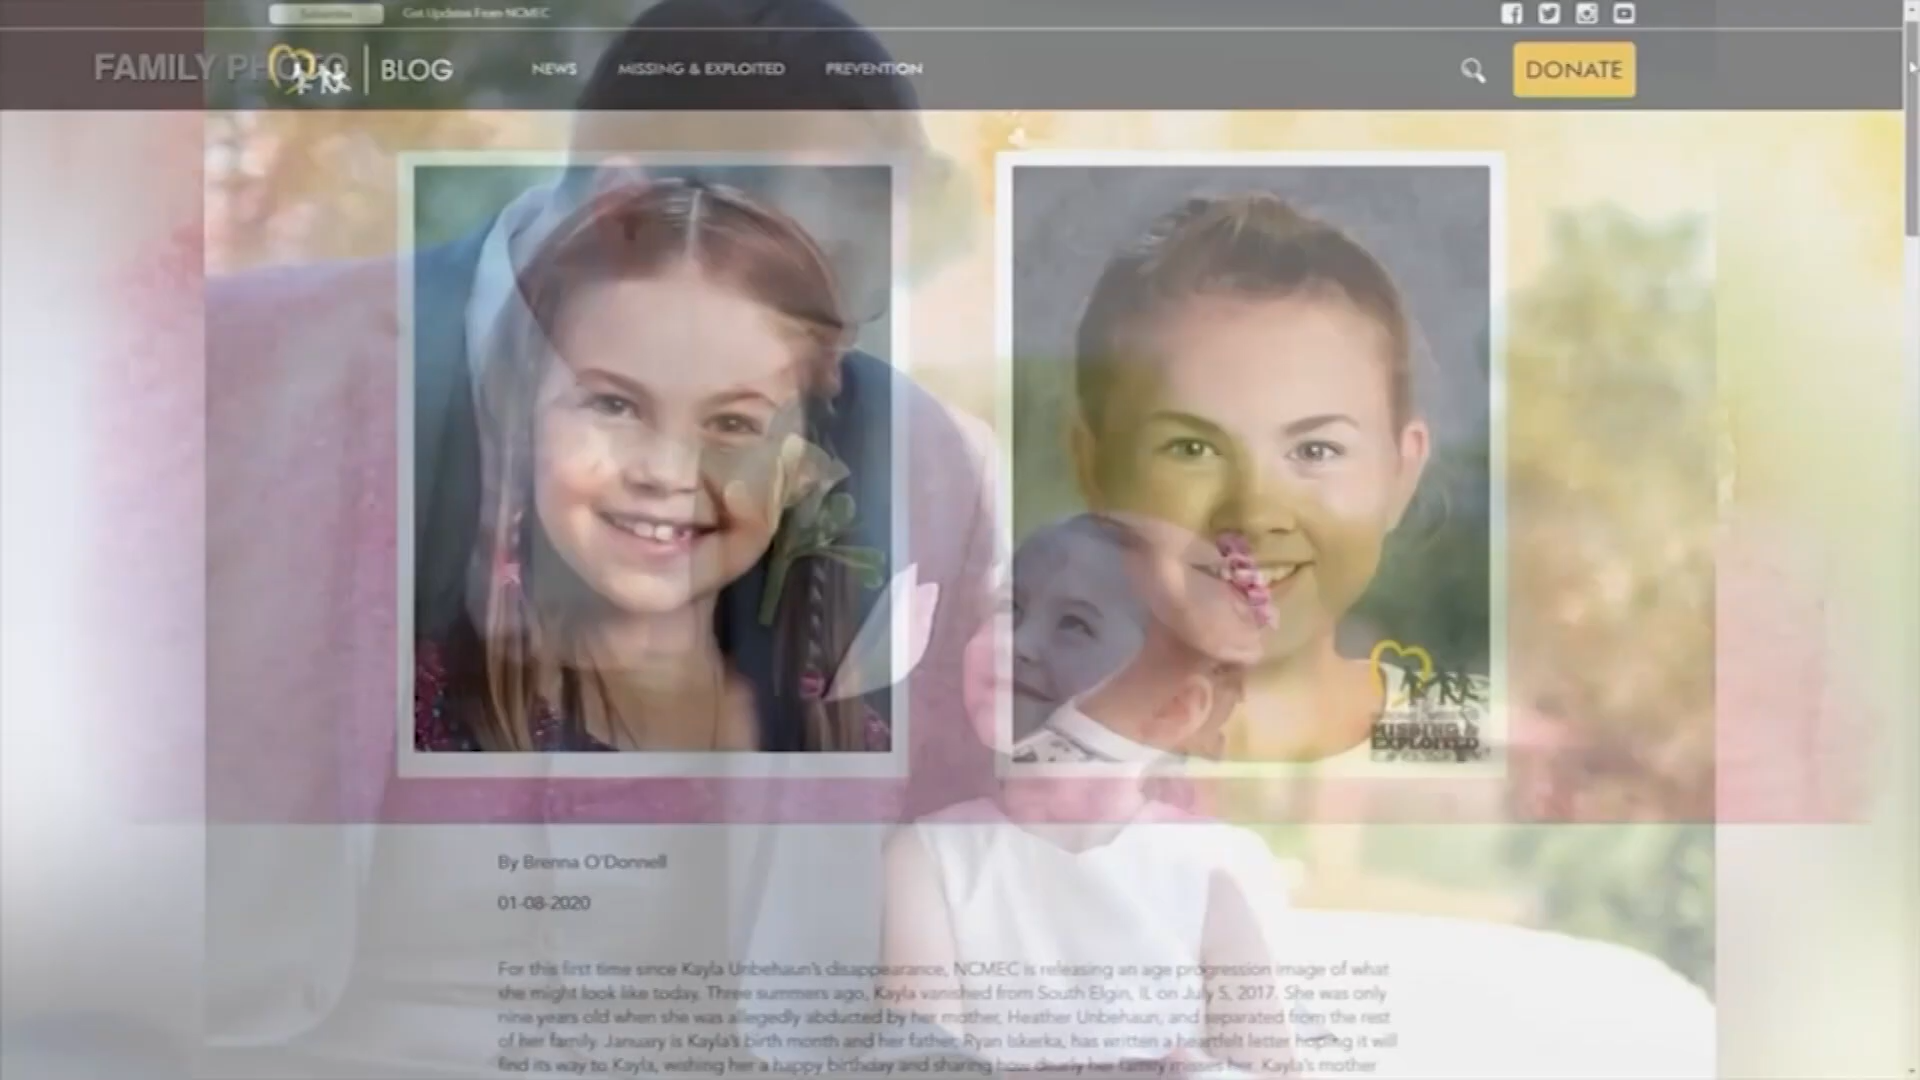 Subscribe
Get Updates From NCMEC
FAMILY PHOTO
BLOG
NEWS
MISSING & EXPLOITED
PREVENTION
DONATE
MISSING &
EXPLOITED
By Brenna O'Donnell
01-08-2020
For this first time since Kayla Unbehaun's disappearance, NCMEC is releasing an age progression image of what
she might look like today. Three summers ago, Kayla vanished from South Elgin, IL on July 5, 2017. She was only
nine years old when she was allegedly abducted by her mother, Heather Unbehaun, and separated from the rest
of her family. January is Kayla's birth month and her father, Ryan Iskerka, has written a heartfelt letter hoping it will
find its way to Kayla, wishing her a happy birthday and sharing how dearly her family misses her. Kayla's mother